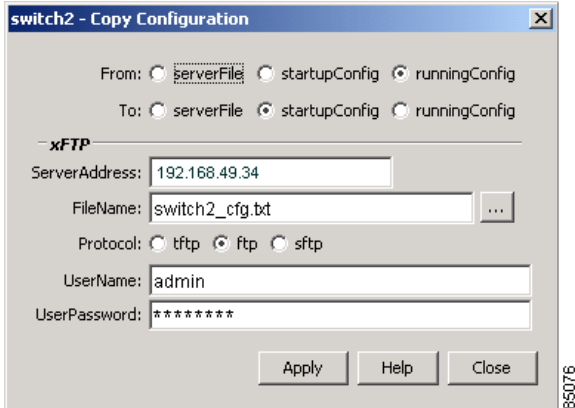 switch2 - Copy Configuration
From: serverFile startupConfig runningConfig
To: serverFile startupConfig runningConfig
xFTP
ServerAddress: 192.168.49.34
FileName: switch2_cfg.txt ...
Protocol: tftp ftp sftp
UserName: admin
UserPassword: ********
Apply Help Close
85076